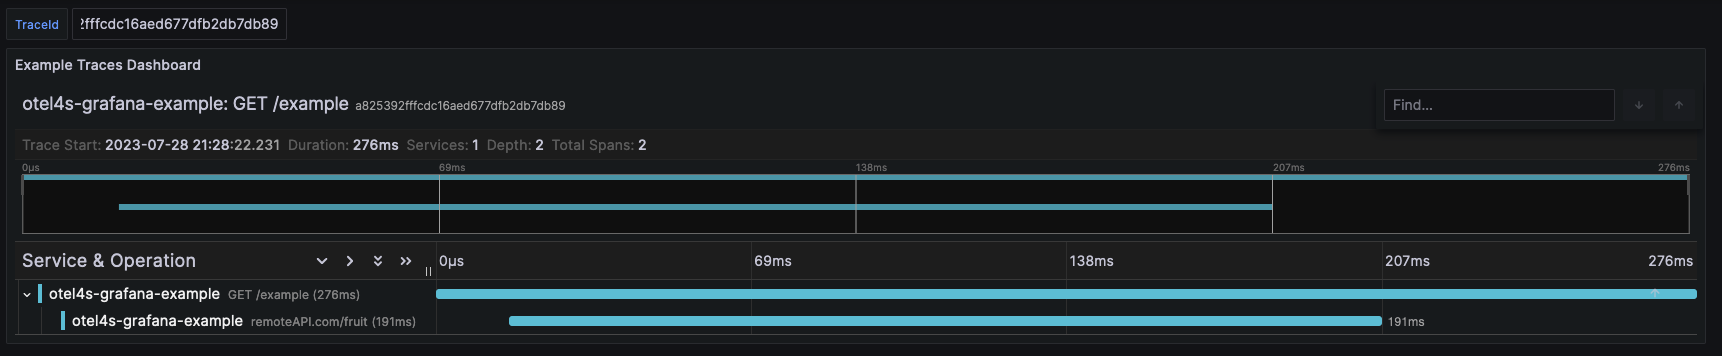 TraceId 2fffcdc16aed677dfb2db7db89
Example Traces Dashboard
otel4s-grafana-example: GET /example a825392fffcdc16aed677dfb2db7db89
Find...
Trace Start: 2023-07-28 21:28:22.231 Duration: 276ms Services: 1 Depth: 2 Total Spans: 2
0μs 69ms 138ms 207ms 276ms
Service & Operation 0μs 69ms 138ms 207ms 276ms
otel4s-grafana-example GET /example (276ms)
otel4s-grafana-example remoteAPI.com/fruit (191ms) 191ms